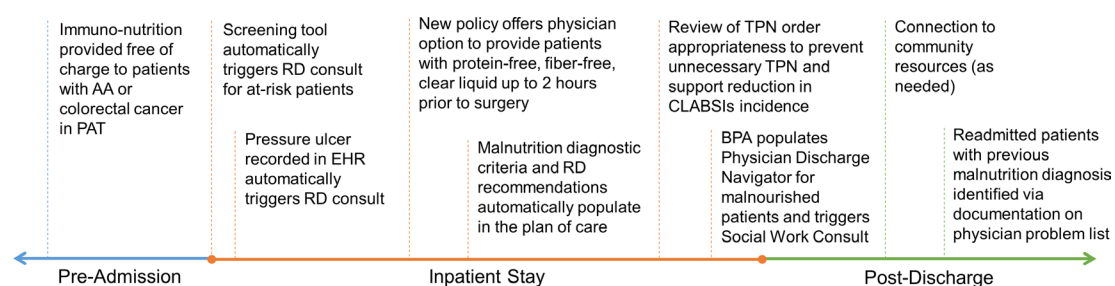 Immuno-nutrition
provided free of
charge to patients
with AA or
colorectal cancer
in PAT
Screening tool
automatically
triggers RD consult
for at-risk patients
Pressure ulcer
recorded in EHR
automatically
triggers RD consult
New policy offers physician
option to provide patients
with protein-free, fiber-free,
clear liquid up to 2 hours
prior to surgery
Malnutrition diagnostic
criteria and RD
recommendations
automatically populate
in the plan of care
Review of TPN order
appropriateness to prevent
unnecessary TPN and
support reduction in
CLABSIs incidence
BPA populates
Physician Discharge
Navigator for
malnourished
patients and triggers
Social Work Consult
Connection to
community
resources (as
needed)
Readmitted patients
with previous
malnutrition diagnosis
identified via
documentation on
physician problem list
Pre-Admission
Inpatient Stay
Post-Discharge